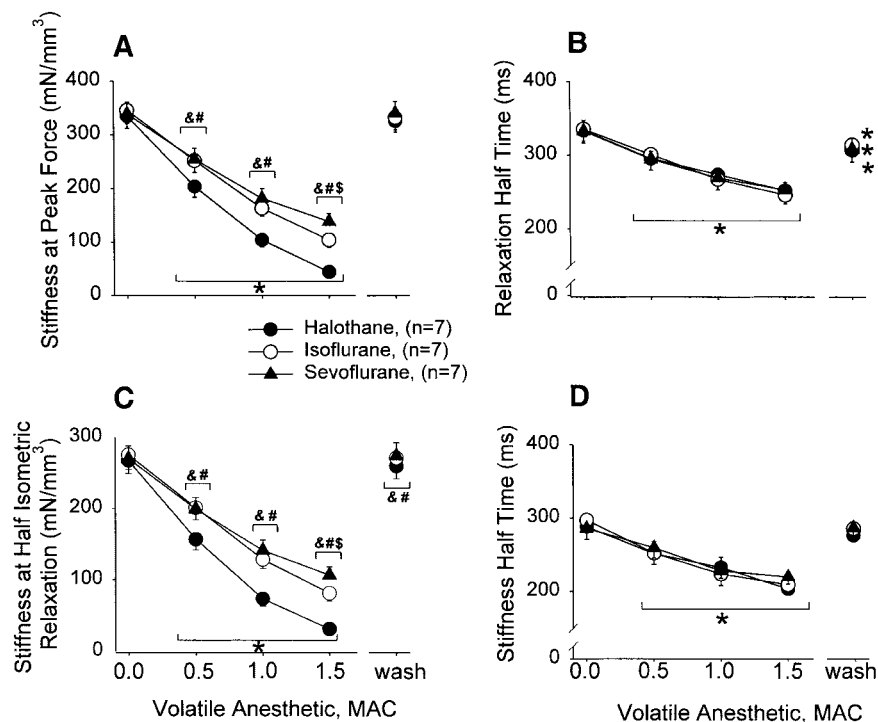 A
Stiffness at Peak Force (mN/mm³)
400
300
200
100
0
&#
&#
&#$
*
B
Relaxation Half Time (ms)
400
300
200
0
*
*
*
*
Halothane, (n=7)
Isoflurane, (n=7)
Sevoflurane, (n=7)
C
Stiffness at Half Isometric
Relaxation (mN/mm³)
300
200
100
0
&#
&#
&#$
&#
*
0.0 0.5 1.0 1.5 wash
Volatile Anesthetic, MAC
D
Stiffness Half Time (ms)
400
300
200
0
*
0.0 0.5 1.0 1.5 wash
Volatile Anesthetic, MAC